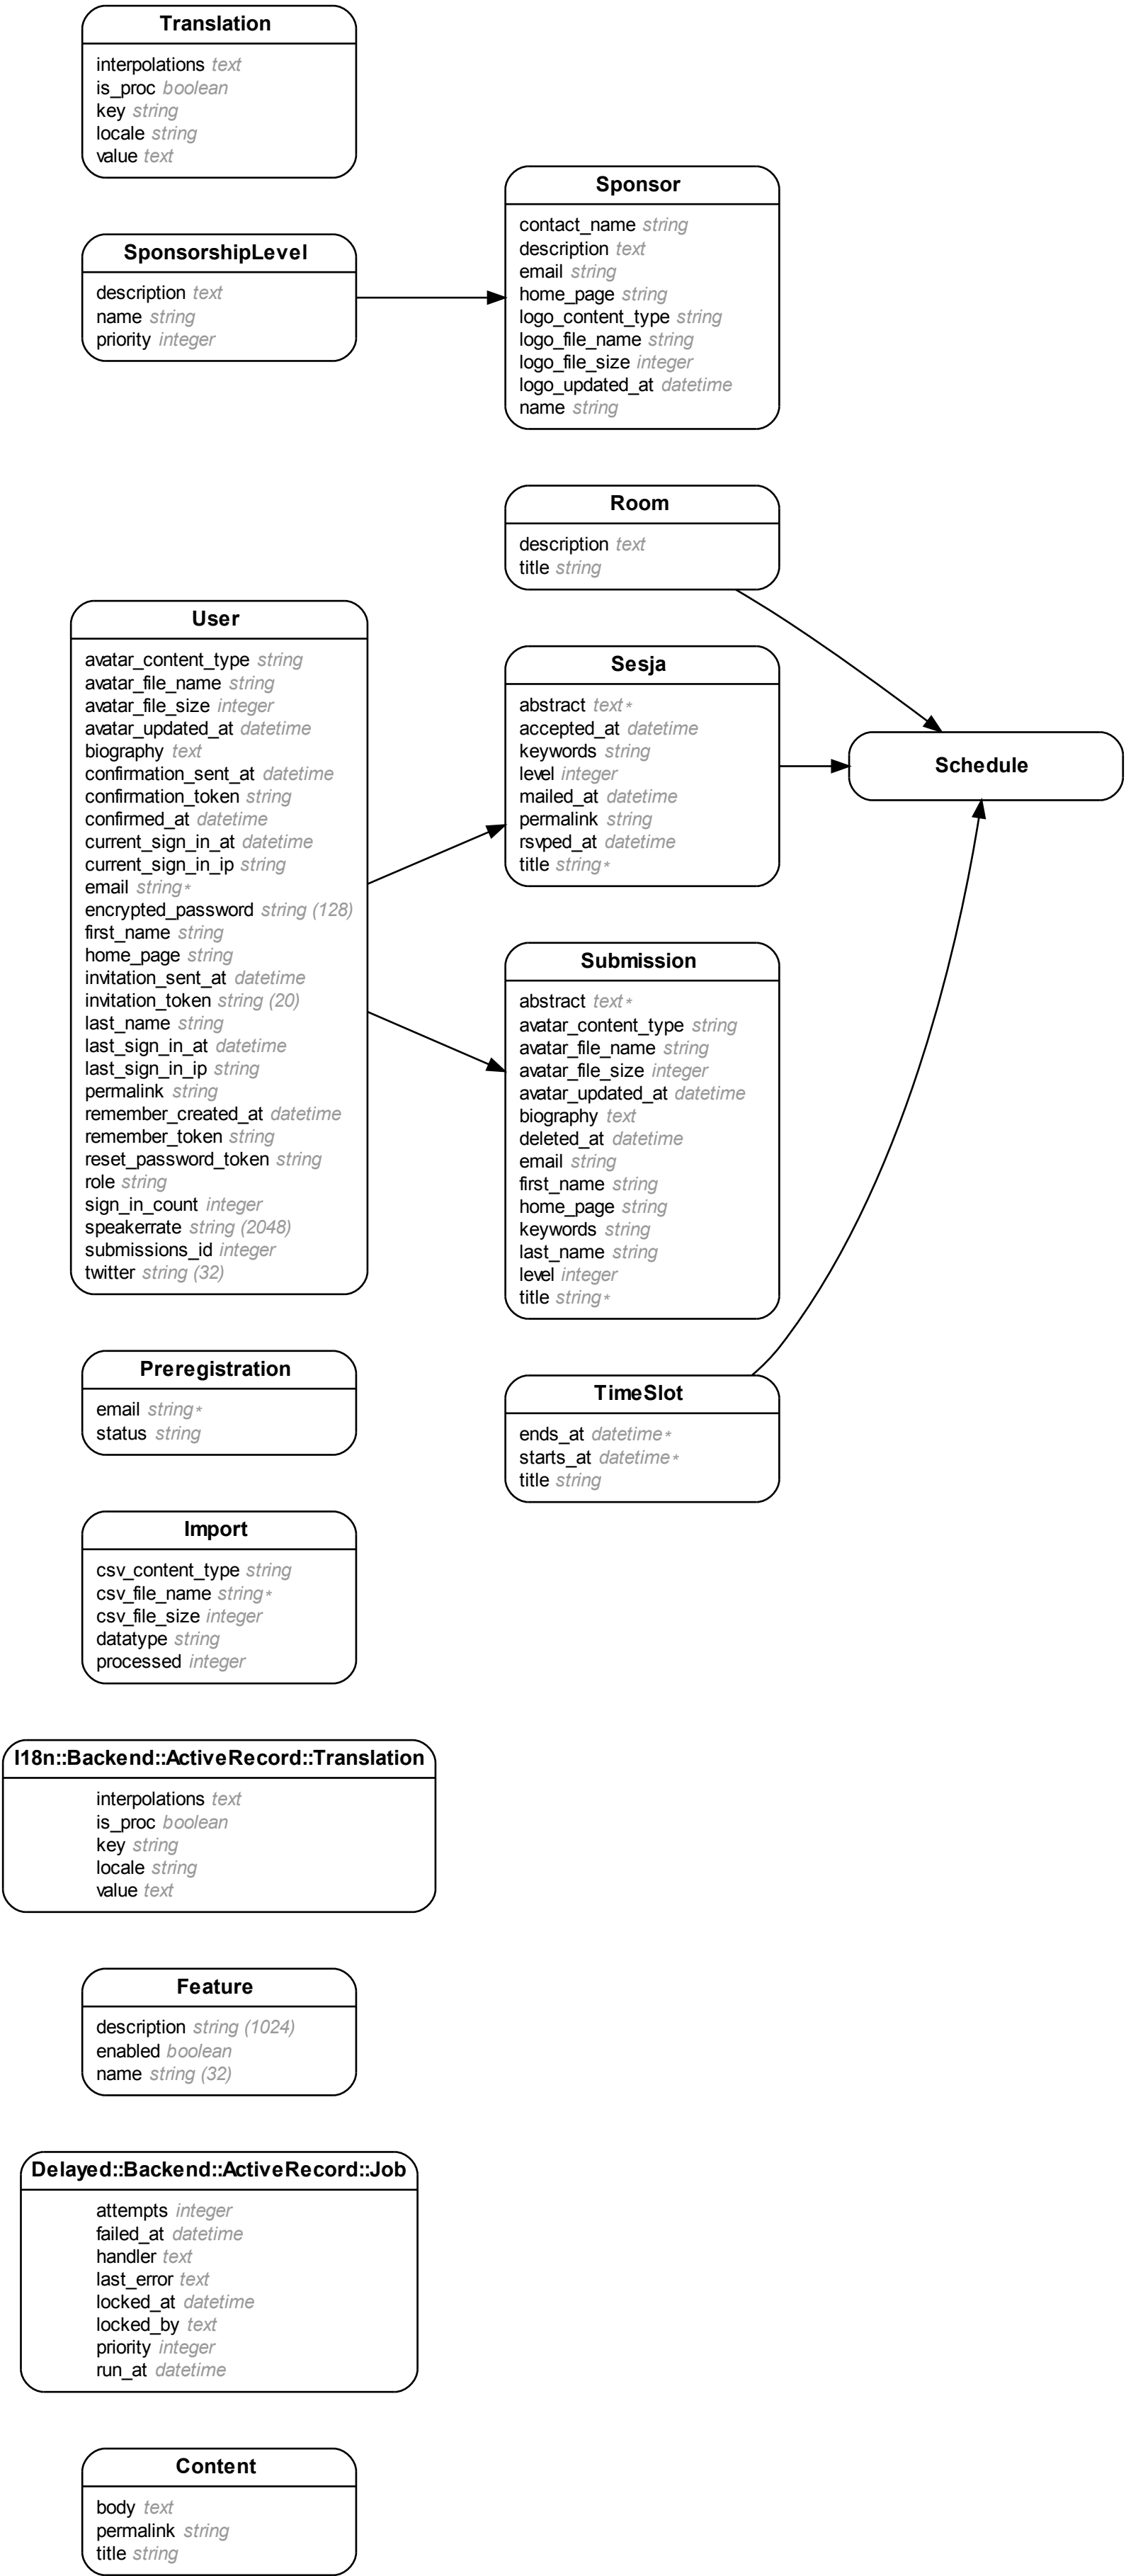 Translation
interpolations text
is_proc boolean
key string
locale string
value text
SponsorshipLevel
description text
name string
priority integer
Sponsor
contact_name string
description text
email string
home_page string
logo_content_type string
logo_file_name string
logo_file_size integer
logo_updated_at datetime
name string
Room
description text
title string
User
avatar_content_type string
avatar_file_name string
avatar_file_size integer
avatar_updated_at datetime
biography text
confirmation_sent_at datetime
confirmation_token string
confirmed_at datetime
current_sign_in_at datetime
current_sign_in_ip string
email string*
encrypted_password string (128)
first_name string
home_page string
invitation_sent_at datetime
invitation_token string (20)
last_name string
last_sign_in_at datetime
last_sign_in_ip string
permalink string
remember_created_at datetime
remember_token string
reset_password_token string
role string
sign_in_count integer
speakerrate string (2048)
submissions_id integer
twitter string (32)
Sesja
abstract text*
accepted_at datetime
keywords string
level integer
mailed_at datetime
permalink string
rsvped_at datetime
title string*
Schedule
Submission
abstract text*
avatar_content_type string
avatar_file_name string
avatar_file_size integer
avatar_updated_at datetime
biography text
deleted_at datetime
email string
first_name string
home_page string
keywords string
last_name string
level integer
title string*
Preregistration
email string*
status string
TimeSlot
ends_at datetime*
starts_at datetime*
title string
Import
csv_content_type string
csv_file_name string*
csv_file_size integer
datatype string
processed integer
I18n::Backend::ActiveRecord::Translation
interpolations text
is_proc boolean
key string
locale string
value text
Feature
description string (1024)
enabled boolean
name string (32)
Delayed::Backend::ActiveRecord::Job
attempts integer
failed_at datetime
handler text
last_error text
locked_at datetime
locked_by text
priority integer
run_at datetime
Content
body text
permalink string
title string